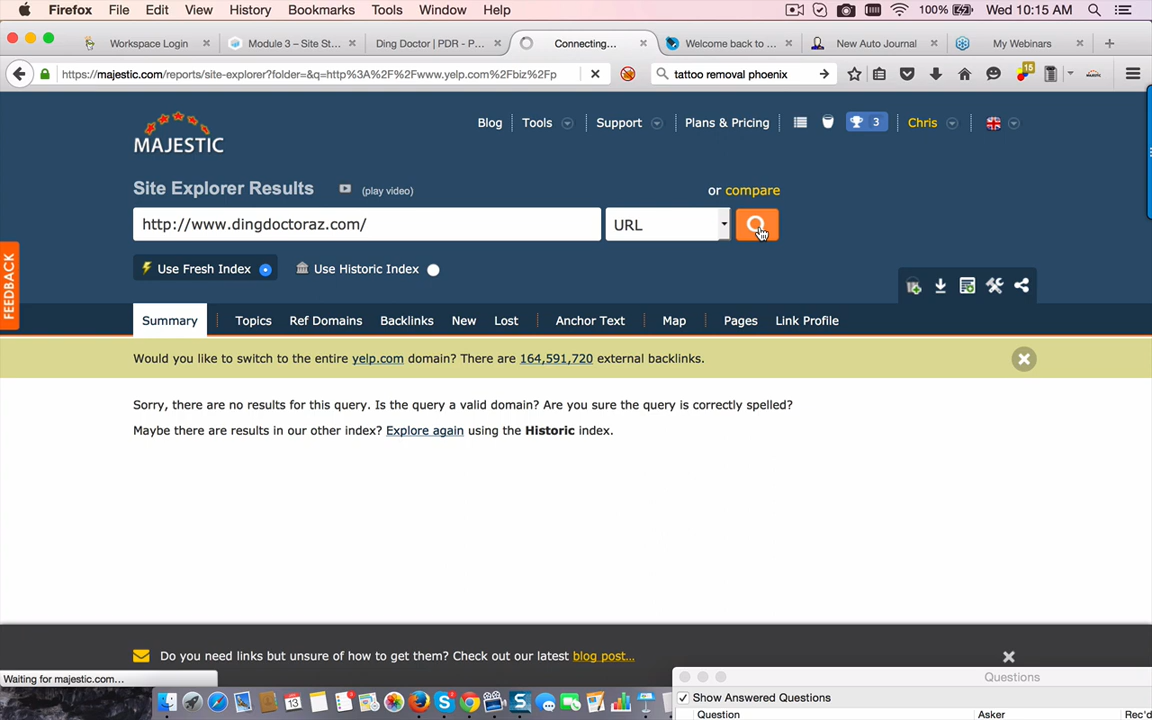 Firefox File Edit View History Bookmarks Tools Window Help 100% Wed 10:15 AM
Workspace Login Module 3 – Site St... Ding Doctor | PDR - P... Connecting... Welcome back to ... New Auto Journal My Webinars
https://majestic.com/reports/site-explorer?folder=&q=http%3A%2F%2Fwww.yelp.com%2Fbiz%2Fp tattoo removal phoenix 15
MAJESTIC
Blog Tools Support Plans & Pricing 3 Chris
Site Explorer Results (play video) or compare
http://www.dingdoctoraz.com/ URL
Use Fresh Index Use Historic Index
FEEDBACK
Summary Topics Ref Domains Backlinks New Lost Anchor Text Map Pages Link Profile
Would you like to switch to the entire yelp.com domain? There are 164,591,720 external backlinks.
Sorry, there are no results for this query. Is the query a valid domain? Are you sure the query is correctly spelled?
Maybe there are results in our other index? Explore again using the Historic index.
Do you need links but unsure of how to get them? Check out our latest blog post...
Waiting for majestic.com...
Questions
Show Answered Questions
Question Asker Rec'd
13